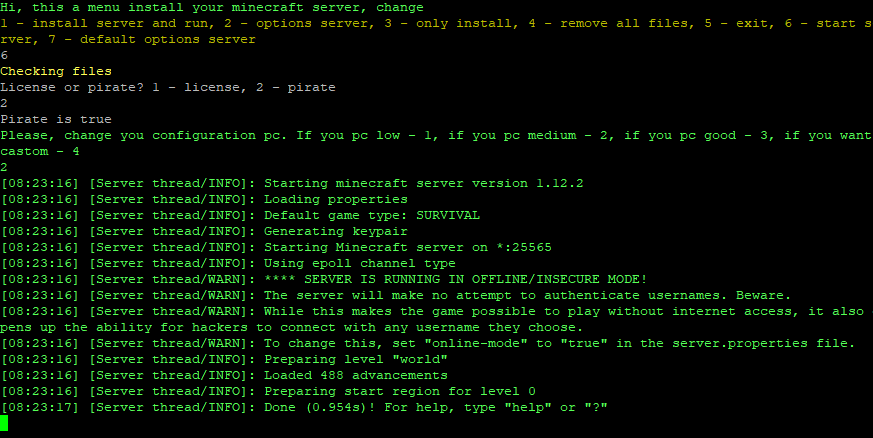 Hi, this a menu install your minecraft server, change
1 - install server and run, 2 - options server, 3 - only install, 4 - remove all files, 5 - exit, 6 - start s
rver, 7 - default options server
6
Checking files
License or pirate? 1 - license, 2 - pirate
2
Pirate is true
Please, change you configuration pc. If you pc low - 1, if you pc medium - 2, if you pc good - 3, if you want
castom - 4
2
[08:23:16] [Server thread/INFO]: Starting minecraft server version 1.12.2
[08:23:16] [Server thread/INFO]: Loading properties
[08:23:16] [Server thread/INFO]: Default game type: SURVIVAL
[08:23:16] [Server thread/INFO]: Generating keypair
[08:23:16] [Server thread/INFO]: Starting Minecraft server on *:25565
[08:23:16] [Server thread/INFO]: Using epoll channel type
[08:23:16] [Server thread/WARN]: **** SERVER IS RUNNING IN OFFLINE/INSECURE MODE!
[08:23:16] [Server thread/WARN]: The server will make no attempt to authenticate usernames. Beware.
[08:23:16] [Server thread/WARN]: While this makes the game possible to play without internet access, it also
pens up the ability for hackers to connect with any username they choose.
[08:23:16] [Server thread/WARN]: To change this, set "online-mode" to "true" in the server.properties file.
[08:23:16] [Server thread/INFO]: Preparing level "world"
[08:23:16] [Server thread/INFO]: Loaded 488 advancements
[08:23:16] [Server thread/INFO]: Preparing start region for level 0
[08:23:17] [Server thread/INFO]: Done (0.954s)! For help, type "help" or "?"